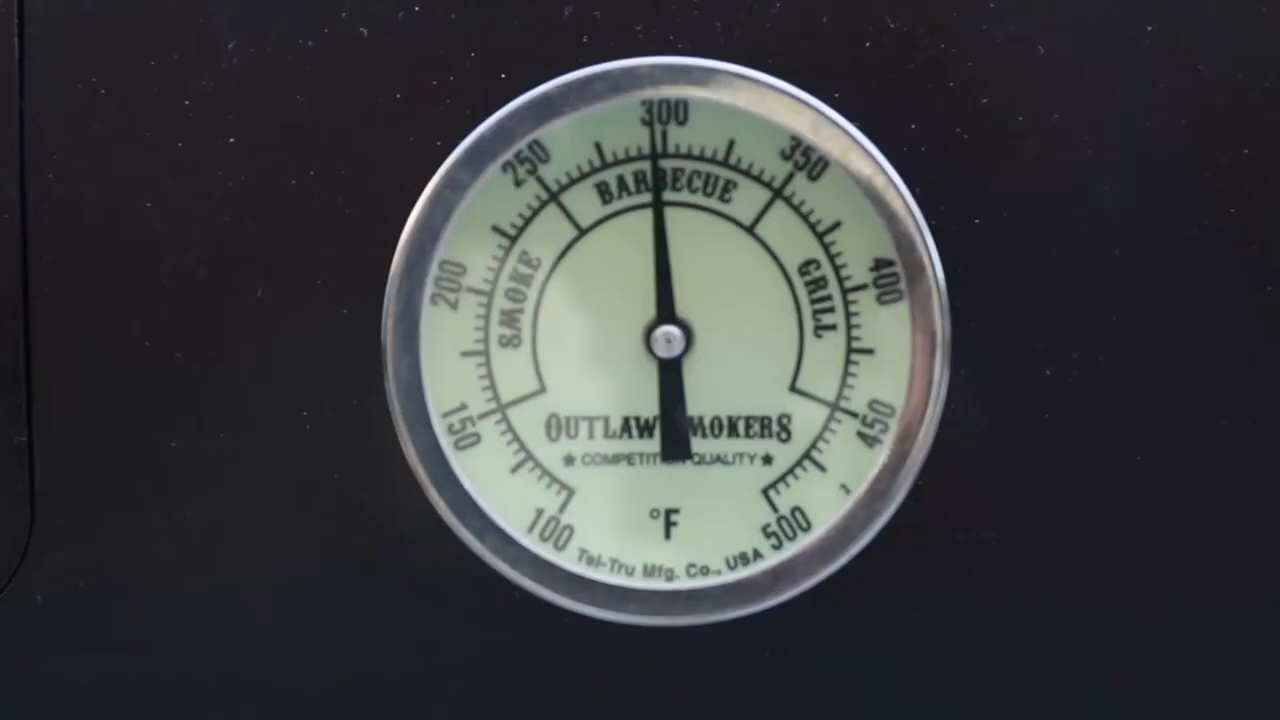 300
250
350
BARBECUE
200
SMOKE
GRILL
400
150
450
OUTLAW SMOKERS
★ COMPETITION QUALITY ★
100
°F
500
Tel-Tru Mfg. Co., USA